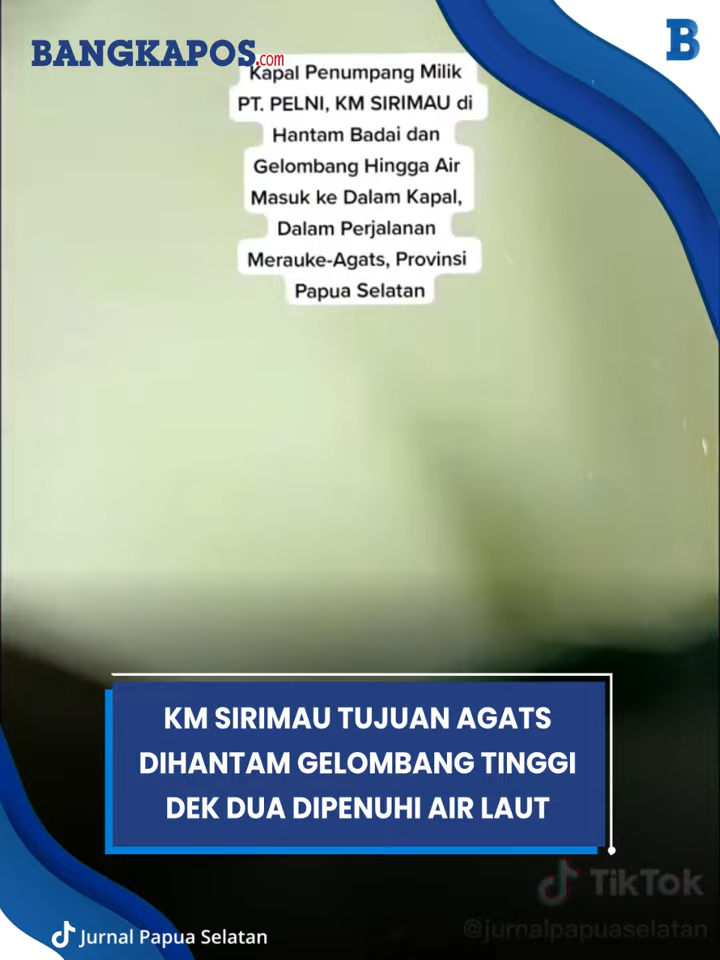 BANGKAPOS.com
B
Kapal Penumpang Milik
PT. PELNI, KM SIRIMAU di
Hantam Badai dan
Gelombang Hingga Air
Masuk ke Dalam Kapal,
Dalam Perjalanan
Merauke-Agats, Provinsi
Papua Selatan
KM SIRIMAU TUJUAN AGATS
DIHANTAM GELOMBANG TINGGI
DEK DUA DIPENUHI AIR LAUT
TikTok
@jurnalpapuaselatan
Jurnal Papua Selatan